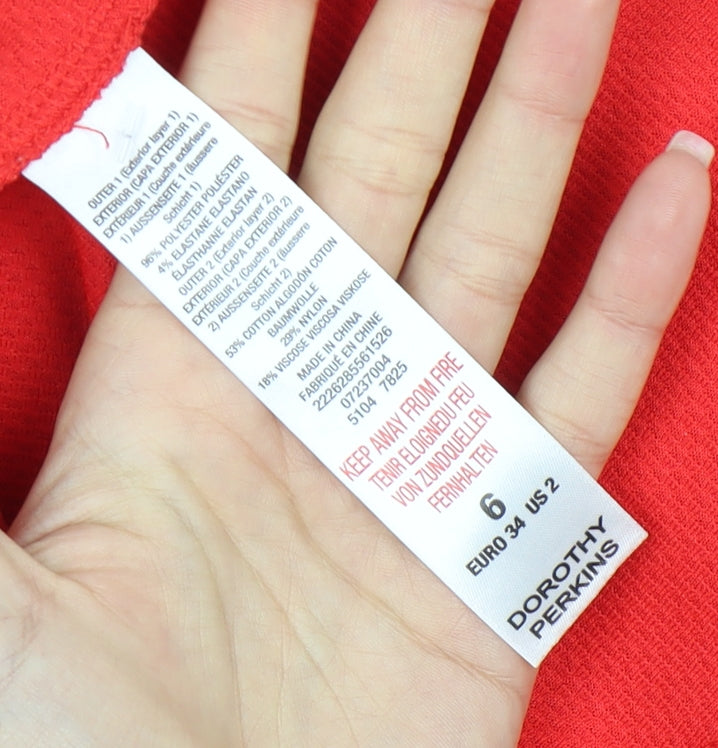 OUTER 1 (Exterior layer 1)
EXTERIOR (CAPA EXTERIOR 1)
EXTÉRIEUR 1 (Couche extérieure
1) AUSSENSEITE 1 (äussere
Schicht 1)
96% POLYESTER POLIÉSTER
4% ELASTANE ELASTANO
ÉLASTHANNE ELASTAN
OUTER 2 (Exterior layer 2)
EXTERIOR (CAPA EXTERIOR 2)
EXTÉRIEUR 2 (Couche extérieure
2) AUSSENSEITE 2 (äussere
Schicht 2)
53% COTTON ALGODÓN COTON
BAUMWOLLE
29% NYLON
18% VISCOSE VISCOSA VISKOSE
MADE IN CHINA
FABRIQUÉ EN CHINE
2226285561526
07237004
5104 7825
KEEP AWAY FROM FIRE
TENIR ELOIGNEDU FEU
VON ZUNDQUELLEN
FERNHALTEN
6
EURO 34 US 2
DOROTHY
PERKINS